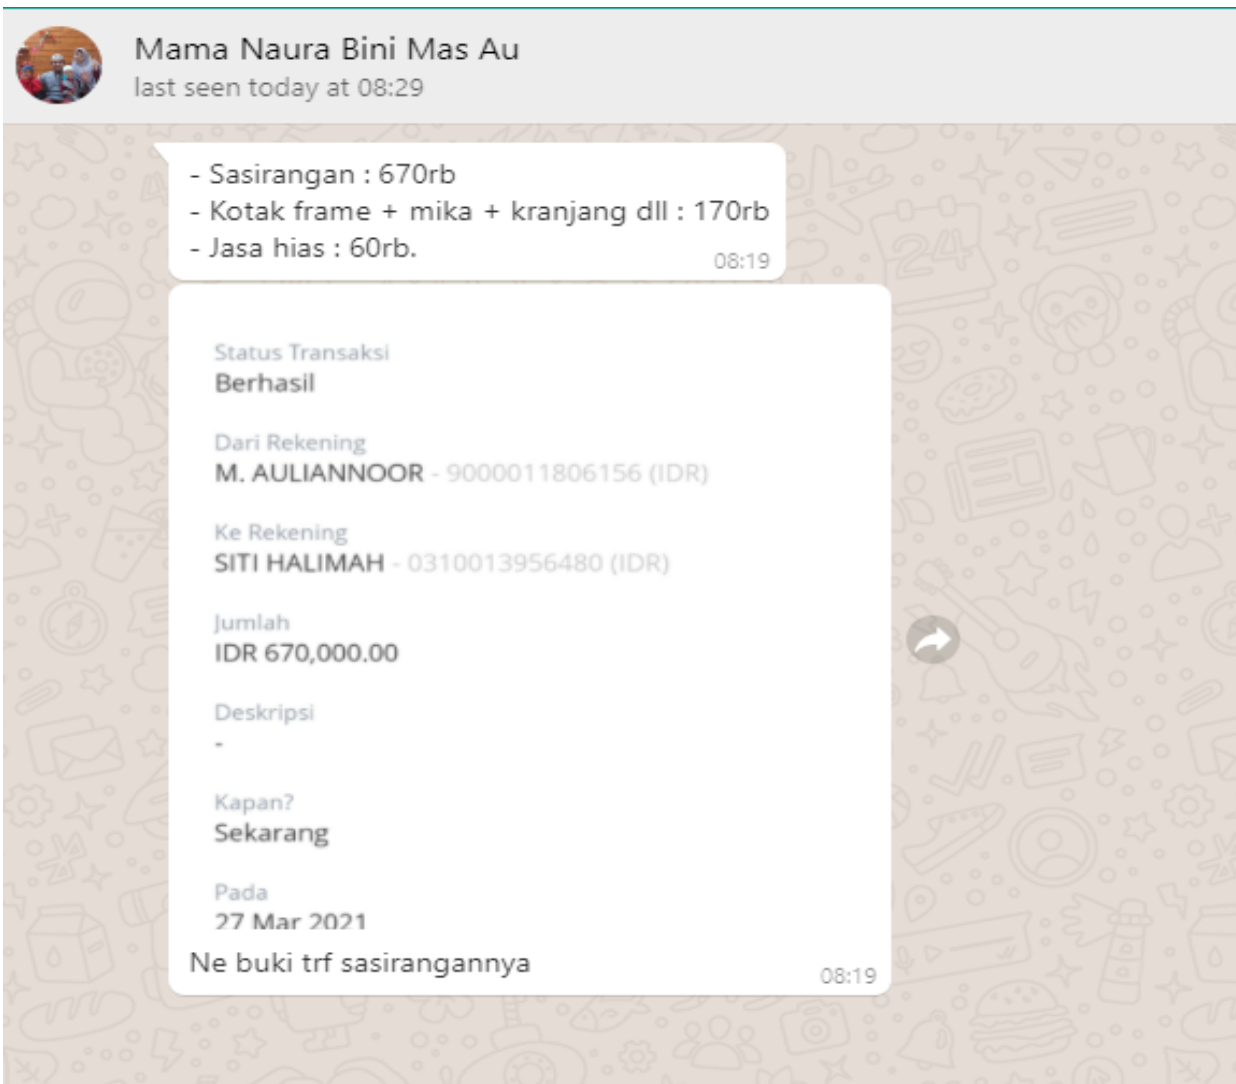 Mama Naura Bini Mas Au
last seen today at 08:29
- Sasirangan : 670rb
- Kotak frame + mika + kranjang dll : 170rb
- Jasa hias : 60rb.
08:19
Status Transaksi
Berhasil
Dari Rekening
M. AULIANNOOR - 9000011806156 (IDR)
Ke Rekening
SITI HALIMAH - 0310013956480 (IDR)
Jumlah
IDR 670,000.00
Deskripsi
-
Kapan?
Sekarang
Pada
27 Mar 2021
Ne buki trf sasirangannya
08:19